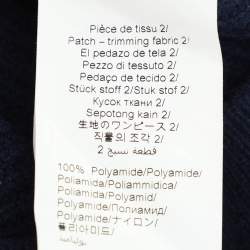 Pièce de tissu 2/
Patch – trimming fabric 2/
El pedazo de tela 2/
Pezzo di tessuto 2/
Pedaço de tecido 2/
Stück stoff 2/Stuk stof 2/
Кусок ткани 2/
Sepotong kain 2/
生地のワンピース 2/
직물의 조각 2/
قطعة نسيج 2
100% Polyamide/Polyamide/
Poliamida/Poliammidica/
Poliamida/Polyamid/
Polyamide/Полиамид/
Polyamide/ナイロン/
폴리아미드/
بوليأميد